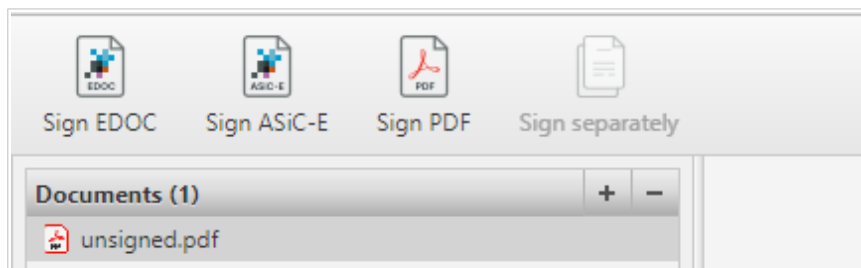 EDOC ASiC-E PDF
Sign EDOC Sign ASiC-E Sign PDF Sign separately
Documents (1) + −
unsigned.pdf